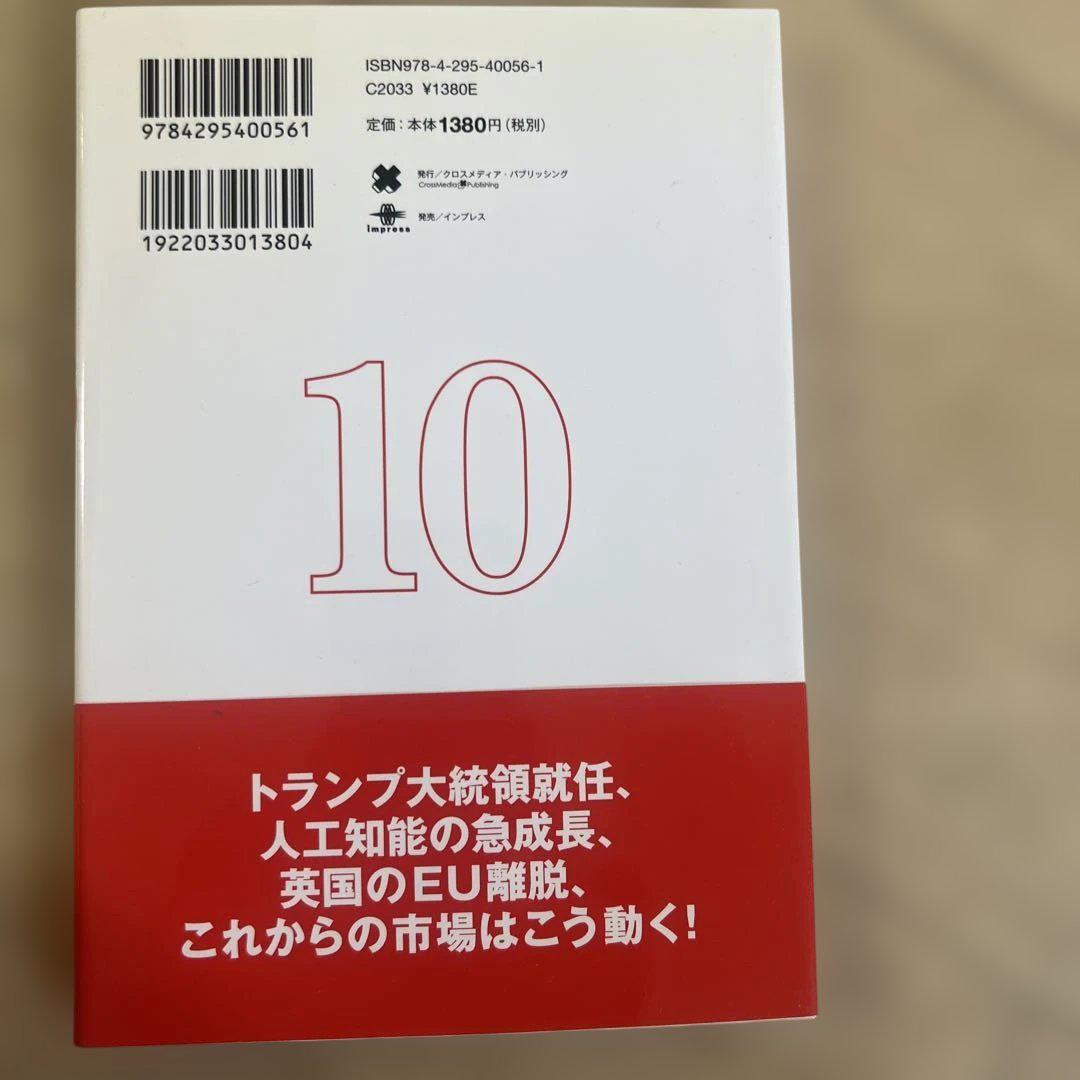 ISBN978-4-295-40056-1
C2033 ¥1380E
9784295400561
定価：本体1380円（税別）
発行／クロスメディア・パブリッシング
CrossMedia Publishing
1922033013804
impress
発売／インプレス
10
トランプ大統領就任、
人工知能の急成長、
英国のEU離脱、
これからの市場はこう動く!